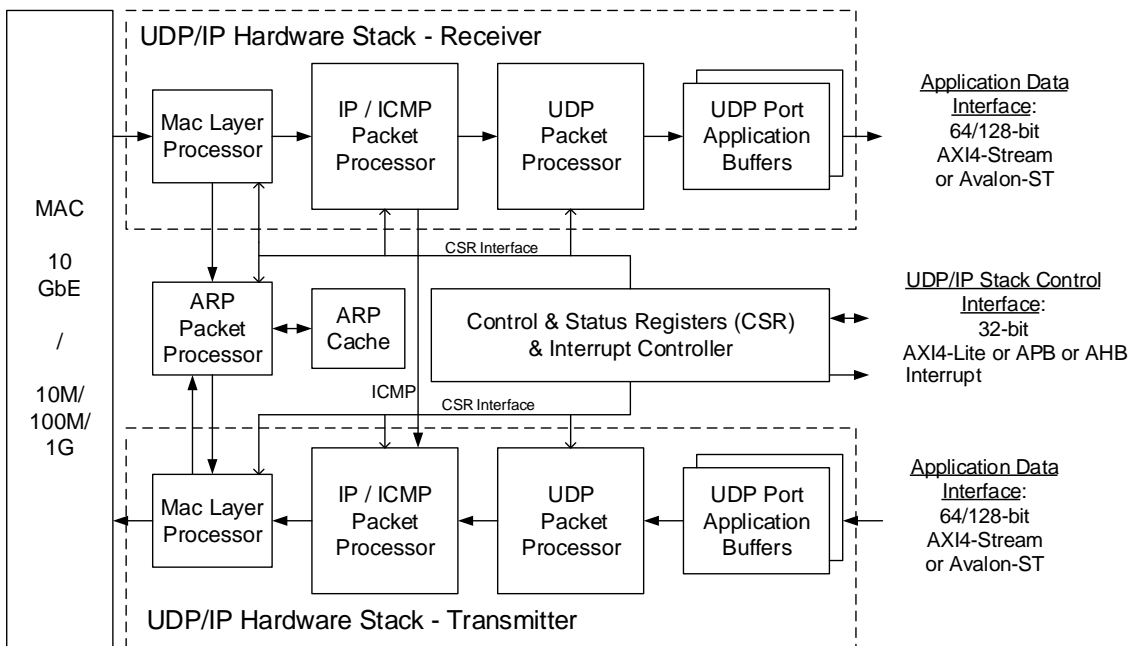 UDP/IP Hardware Stack - Receiver
Mac Layer
Processor
IP / ICMP
Packet
Processor
UDP
Packet
Processor
UDP Port
Application
Buffers
Application Data
Interface:
64/128-bit
AXI4-Stream
or Avalon-ST
MAC
10
GbE
/
10M/
100M/
1G
CSR Interface
ARP
Packet
Processor
ARP
Cache
Control & Status Registers (CSR)
& Interrupt Controller
UDP/IP Stack Control
Interface:
32-bit
AXI4-Lite or APB or AHB
Interrupt
ICMP
CSR Interface
Mac Layer
Processor
IP / ICMP
Packet
Processor
UDP
Packet
Processor
UDP Port
Application
Buffers
Application Data
Interface:
64/128-bit
AXI4-Stream
or Avalon-ST
UDP/IP Hardware Stack - Transmitter